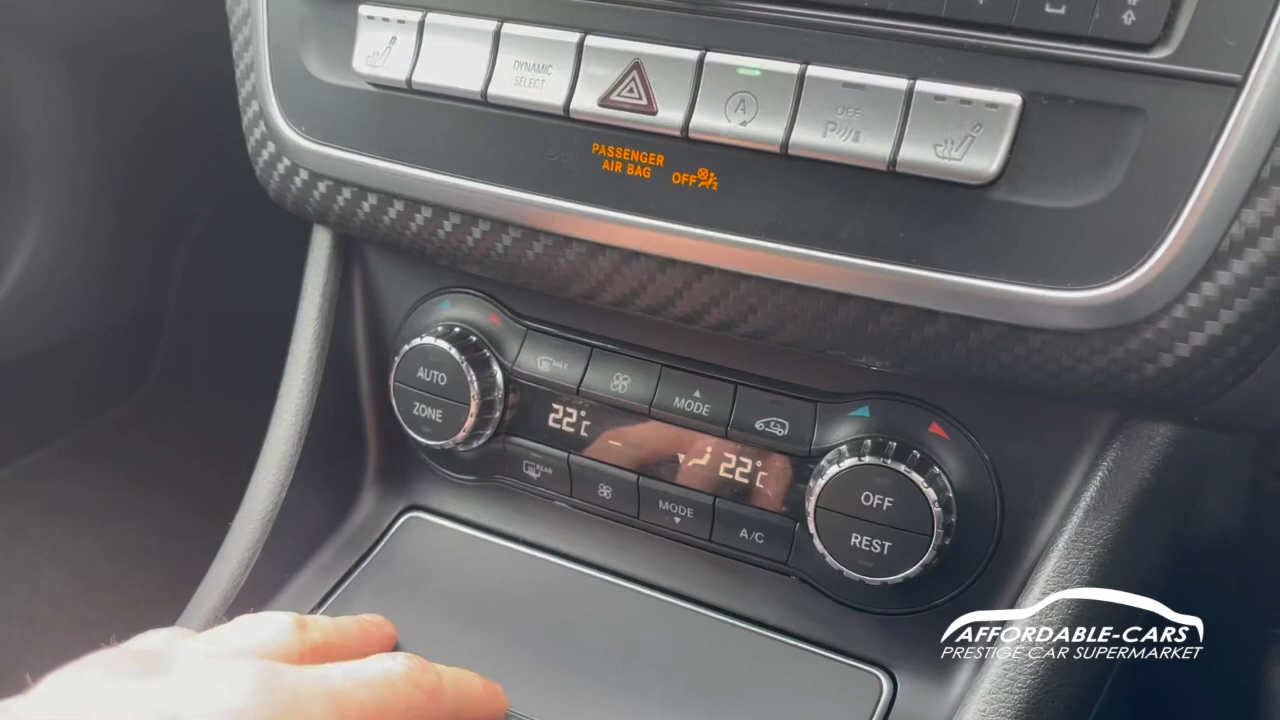 DYNAMIC
SELECT
A
OFF
P
PASSENGER
AIR BAG OFF
2
AUTO
ZONE
MAX
MODE
22°C
22°C
REAR
MODE
A/C
OFF
REST
AFFORDABLE-CARS
PRESTIGE CAR SUPERMARKET